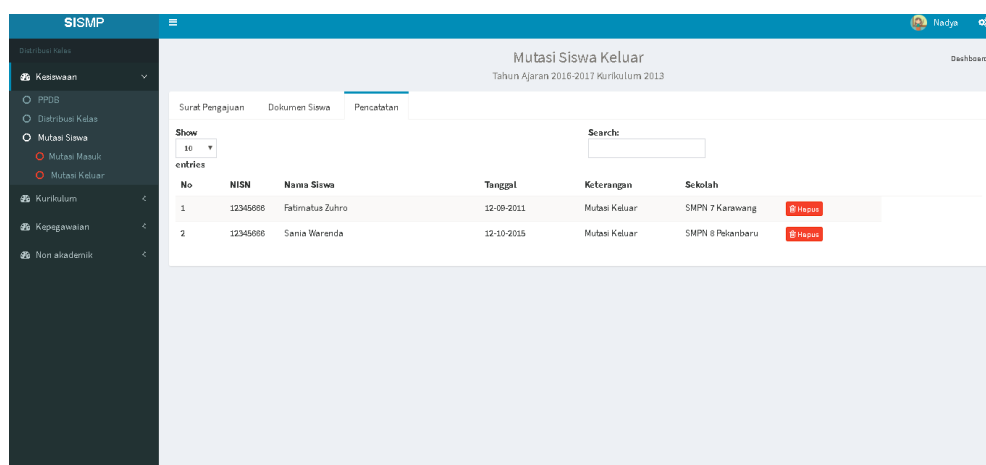 SISMP
Nadya
Distribusi Kelas
Kesiswaan
PPDB
Distribusi Kelas
Mutasi Siswa
Mutasi Masuk
Mutasi Keluar
Kurikulum
Kepegawaian
Non akademik
Mutasi Siswa Keluar
Tahun Ajaran 2016-2017 Kurikulum 2013
Dashboard
Surat Pengajuan Dokumen Siswa Pencatatan
Show
10
entries
Search:
No NISN Nama Siswa Tanggal Keterangan Sekolah
1 12345666 Fatimatus Zuhro 12-09-2011 Mutasi Keluar SMPN 7 Karawang Hapus
2 12345666 Sania Warenda 12-10-2015 Mutasi Keluar SMPN 8 Pekanbaru Hapus